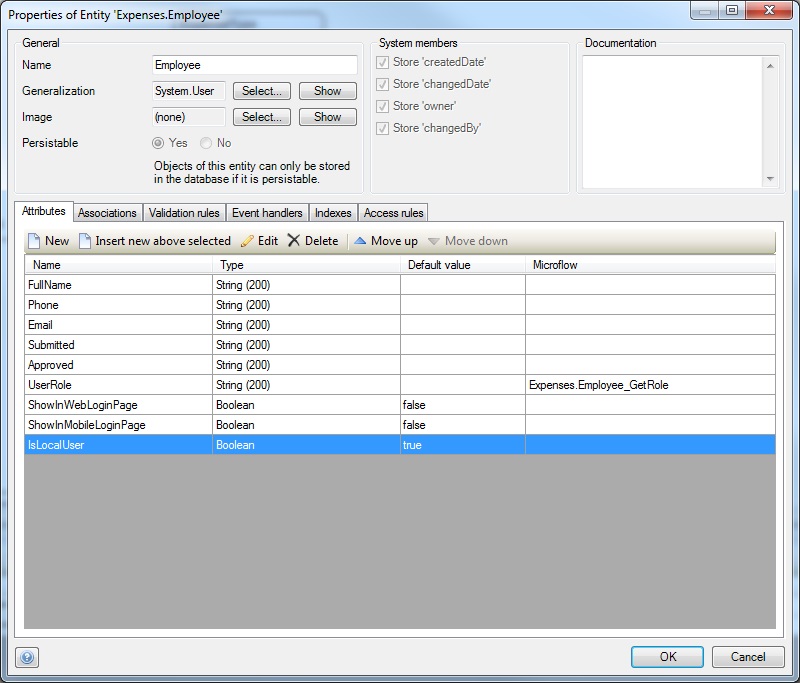 Properties of Entity 'Expenses.Employee'
General
Name Employee
Generalization System.User Select... Show
Image (none) Select... Show
Persistable Yes No
Objects of this entity can only be stored
in the database if it is persistable.
System members
Store 'createdDate'
Store 'changedDate'
Store 'owner'
Store 'changedBy'
Documentation
Attributes Associations Validation rules Event handlers Indexes Access rules
New Insert new above selected Edit Delete Move up Move down
Name Type Default value Microflow
FullName String (200)
Phone String (200)
Email String (200)
Submitted String (200)
Approved String (200)
UserRole String (200) Expenses.Employee_GetRole
ShowInWebLoginPage Boolean false
ShowInMobileLoginPage Boolean false
IsLocalUser Boolean true
? OK Cancel